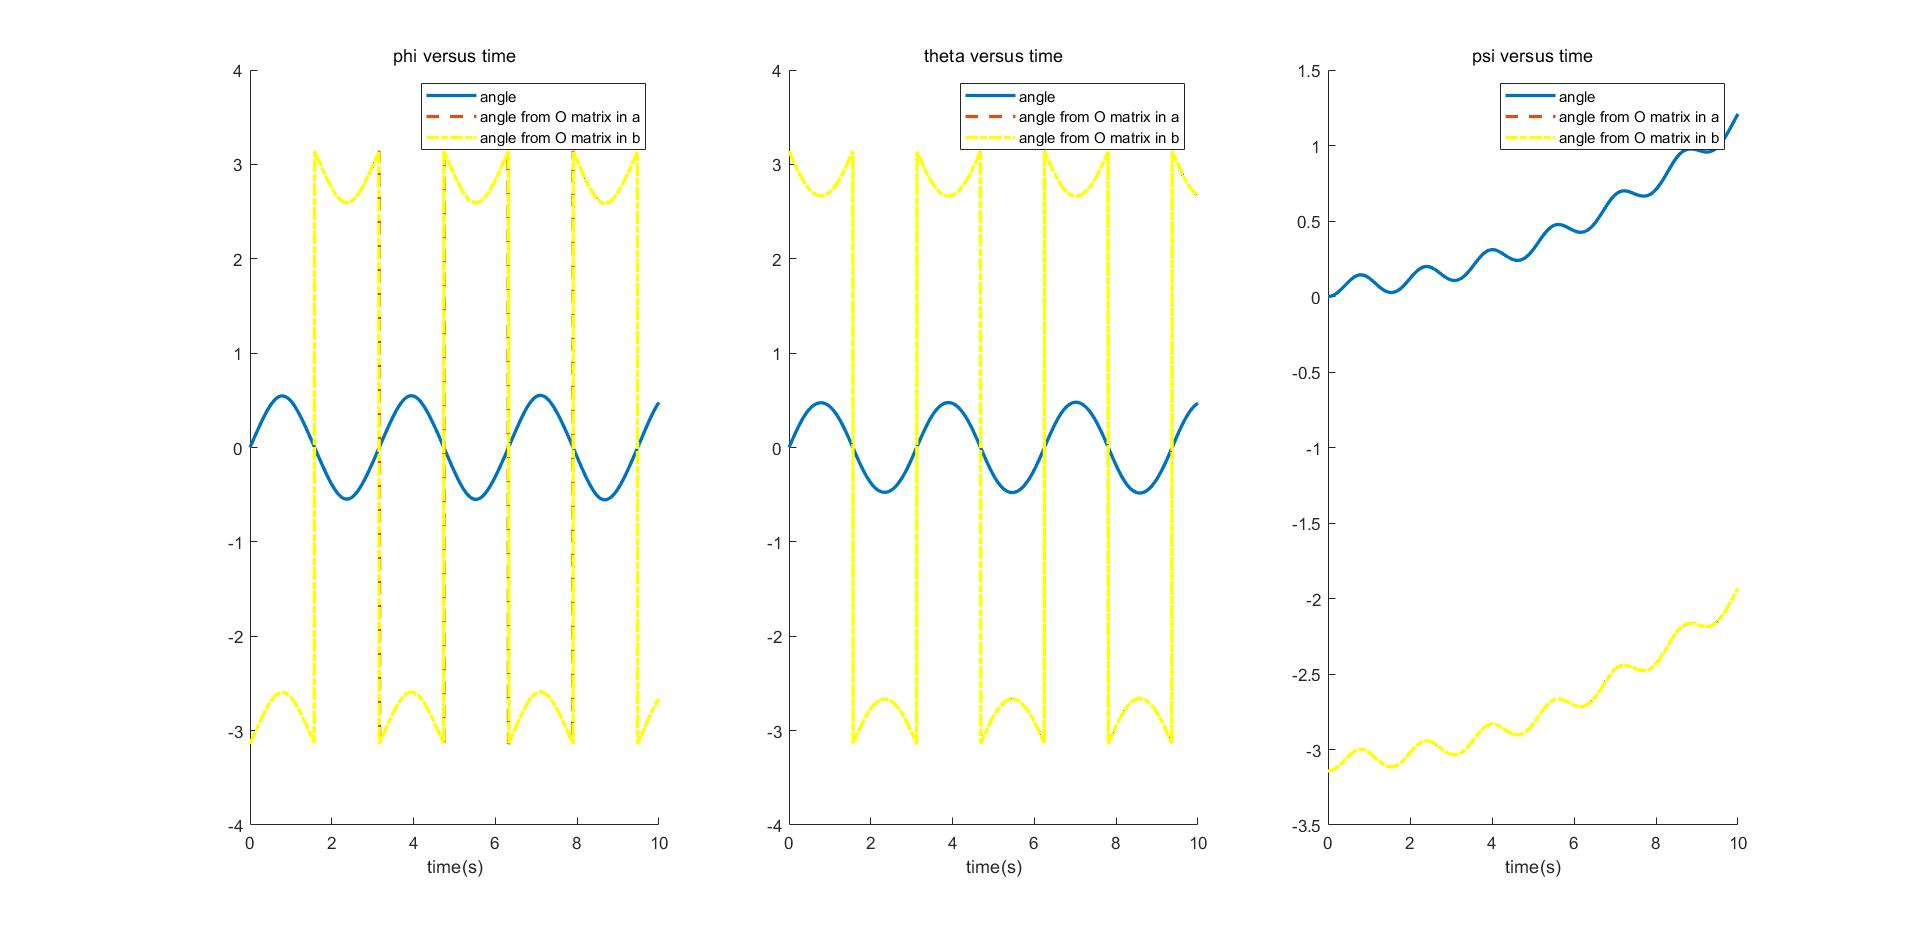 phi versus time
angle
angle from O matrix in a
angle from O matrix in b
4
3
2
1
0
-1
-2
-3
-4
0 2 4 6 8 10
time(s)
theta versus time
angle
angle from O matrix in a
angle from O matrix in b
4
3
2
1
0
-1
-2
-3
-4
0 2 4 6 8 10
time(s)
psi versus time
angle
angle from O matrix in a
angle from O matrix in b
1.5
1
0.5
0
-0.5
-1
-1.5
-2
-2.5
-3
-3.5
0 2 4 6 8 10
time(s)